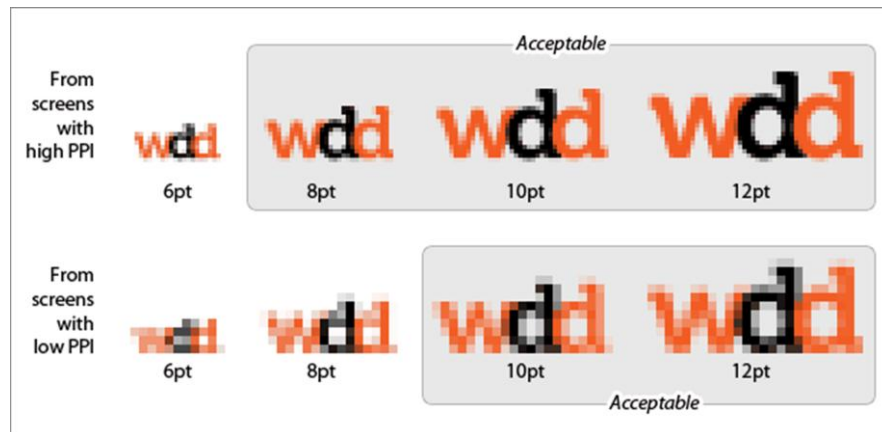 Acceptable
From
screens
with
high PPI
wdd wdd wdd wdd
6pt 8pt 10pt 12pt
From
screens
with
low PPI
wdd wdd wdd wdd
6pt 8pt 10pt 12pt
Acceptable